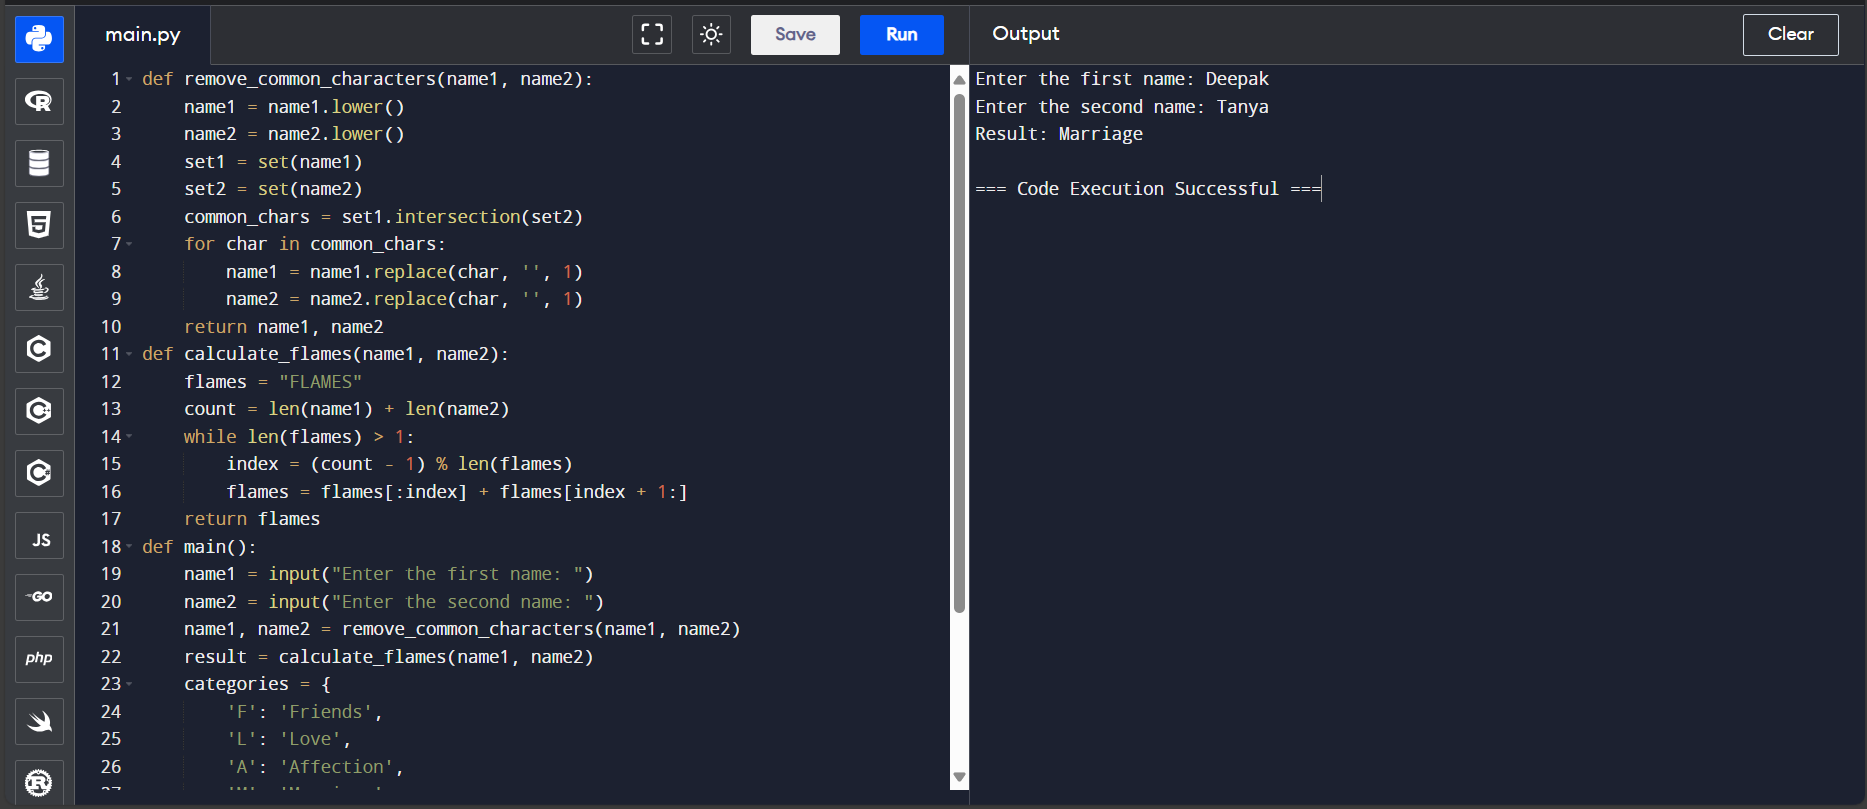 main.py
Save
Run
Output
Clear
1 def remove_common_characters(name1, name2):
2     name1 = name1.lower()
3     name2 = name2.lower()
4     set1 = set(name1)
5     set2 = set(name2)
6     common_chars = set1.intersection(set2)
7     for char in common_chars:
8         name1 = name1.replace(char, '', 1)
9         name2 = name2.replace(char, '', 1)
10     return name1, name2
11 def calculate_flames(name1, name2):
12     flames = "FLAMES"
13     count = len(name1) + len(name2)
14     while len(flames) > 1:
15         index = (count - 1) % len(flames)
16         flames = flames[:index] + flames[index + 1:]
17     return flames
18 def main():
19     name1 = input("Enter the first name: ")
20     name2 = input("Enter the second name: ")
21     name1, name2 = remove_common_characters(name1, name2)
22     result = calculate_flames(name1, name2)
23     categories = {
24         'F': 'Friends',
25         'L': 'Love',
26         'A': 'Affection',
Enter the first name: Deepak
Enter the second name: Tanya
Result: Marriage
=== Code Execution Successful ===
R
5
C
C
C
JS
GO
php
R